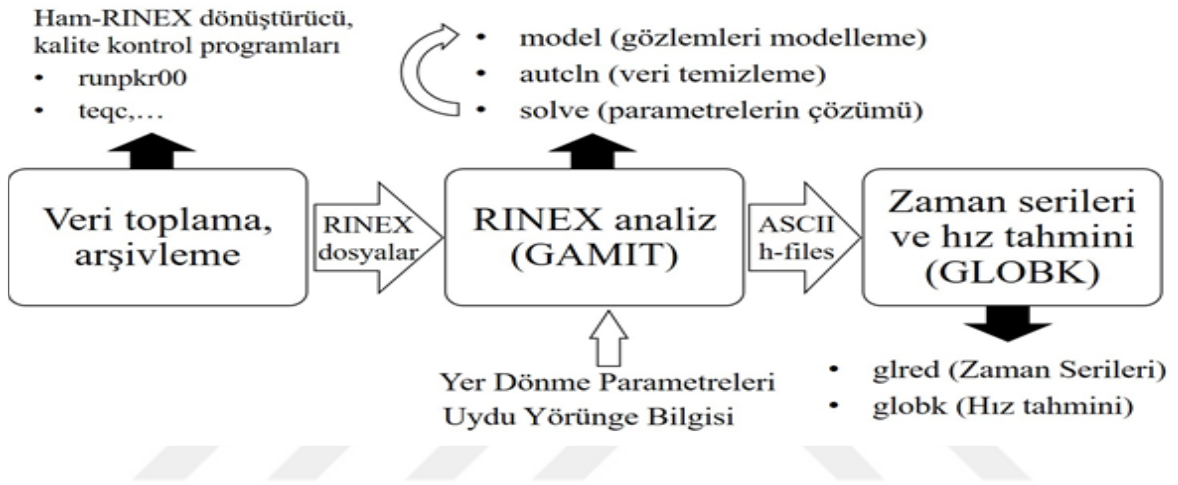 Ham-RINEX dönüştürücü,
kalite kontrol programları
• runpkr00
• teqc,...
• model (gözlemleri modelleme)
• autcln (veri temizleme)
• solve (parametrelerin çözümü)
Veri toplama,
arşivleme
RINEX
dosyalar
RINEX analiz
(GAMIT)
ASCII
h-files
Zaman serileri
ve hız tahmini
(GLOBK)
Yer Dönme Parametreleri
Uydu Yörünge Bilgisi
• glred (Zaman Serileri)
• globk (Hız tahmini)